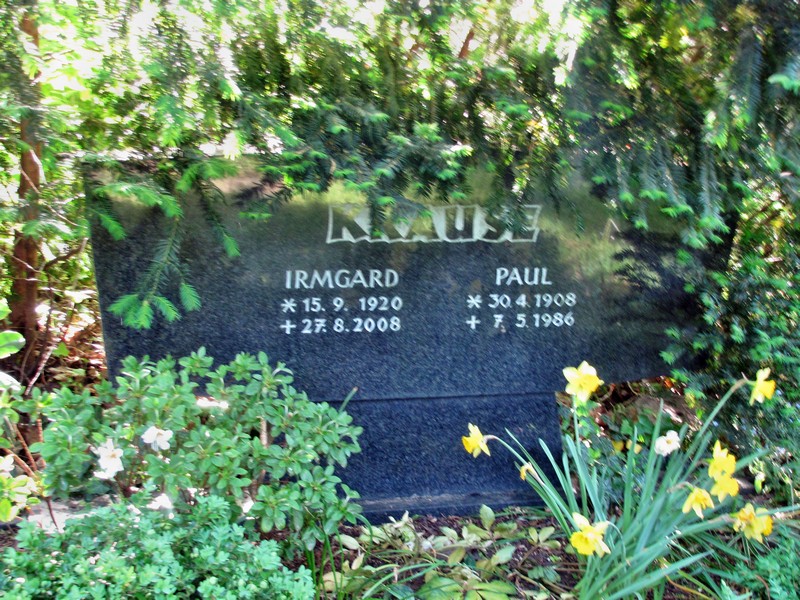 KRAUSE
IRMGARD
* 15. 9. 1920
+ 27. 8. 2008
PAUL
* 30. 4. 1908
+ 7. 5. 1986